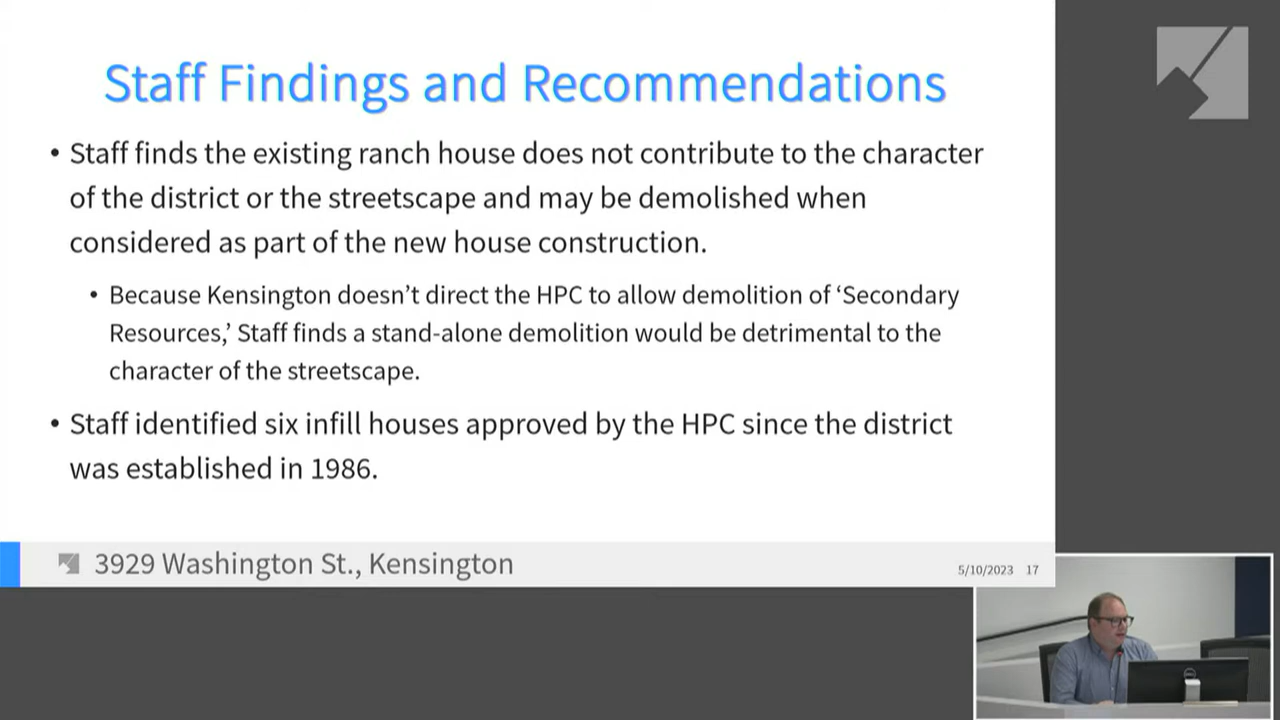 Staff Findings and Recommendations
• Staff finds the existing ranch house does not contribute to the character
of the district or the streetscape and may be demolished when
considered as part of the new house construction.
• Because Kensington doesn’t direct the HPC to allow demolition of ‘Secondary
Resources,’ Staff finds a stand-alone demolition would be detrimental to the
character of the streetscape.
• Staff identified six infill houses approved by the HPC since the district
was established in 1986.
3929 Washington St., Kensington
5/10/2023 17